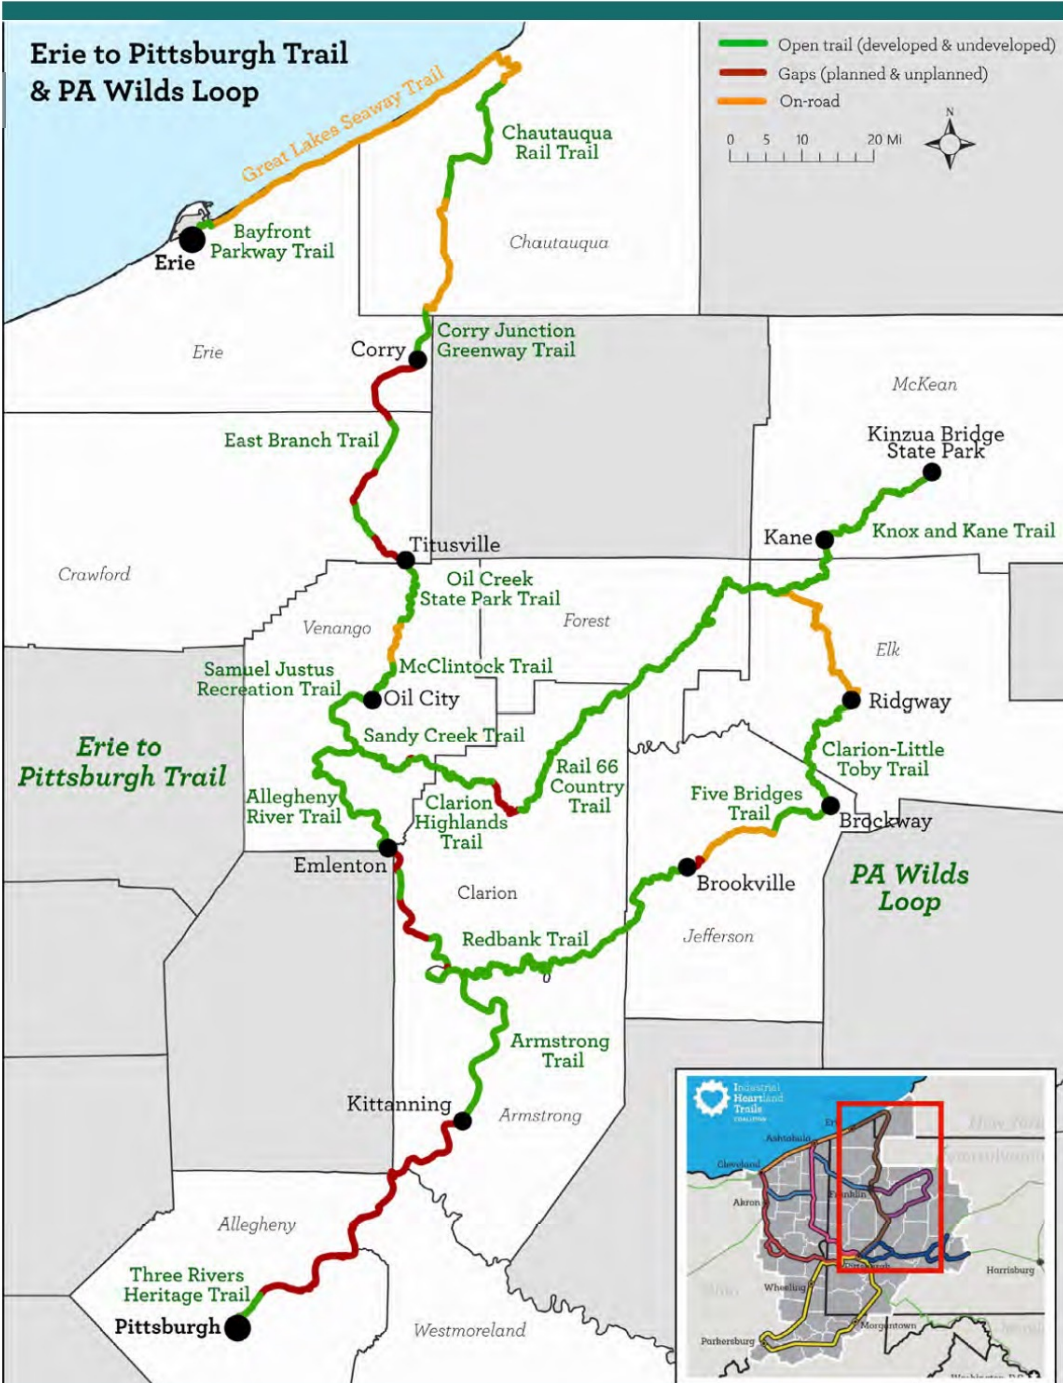 Erie to Pittsburgh Trail
& PA Wilds Loop
Open trail (developed & undeveloped)
Gaps (planned & unplanned)
On-road
0 5 10 20 Mi
N
Great Lakes Seaway Trail
Chautauqua
Rail Trail
Bayfront
Parkway Trail
Erie
Chautauqua
Corry Junction
Greenway Trail
Corry
Erie
McKean
East Branch Trail
Kinzua Bridge
State Park
Kane
Knox and Kane Trail
Titusville
Crawford
Oil Creek
State Park Trail
Venango
Forest
Elk
Samuel Justus
Recreation Trail
McClintock Trail
Oil City
Ridgway
Sandy Creek Trail
Erie to
Pittsburgh Trail
Clarion-Little
Toby Trail
Rail 66
Country
Trail
Allegheny
River Trail
Clarion
Highlands
Trail
Five Bridges
Trail
Brockway
Emlenton
Clarion
Brookville
PA Wilds
Loop
Redbank Trail
Jefferson
Armstrong
Trail
Kittanning
Armstrong
Allegheny
Three Rivers
Heritage Trail
Pittsburgh
Westmoreland
Industrial
Heartland
Trails
Ashtabula
Cleveland
Akron
Franklin
Wheeling
Harrisburg
Morgantown
Parkersburg